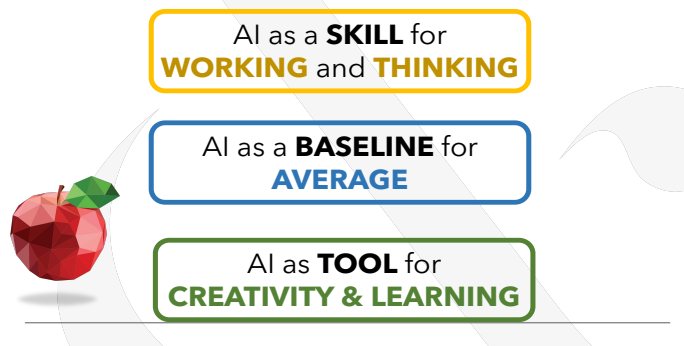 AI as a SKILL for
WORKING and THINKING
AI as a BASELINE for
AVERAGE
AI as TOOL for
CREATIVITY & LEARNING